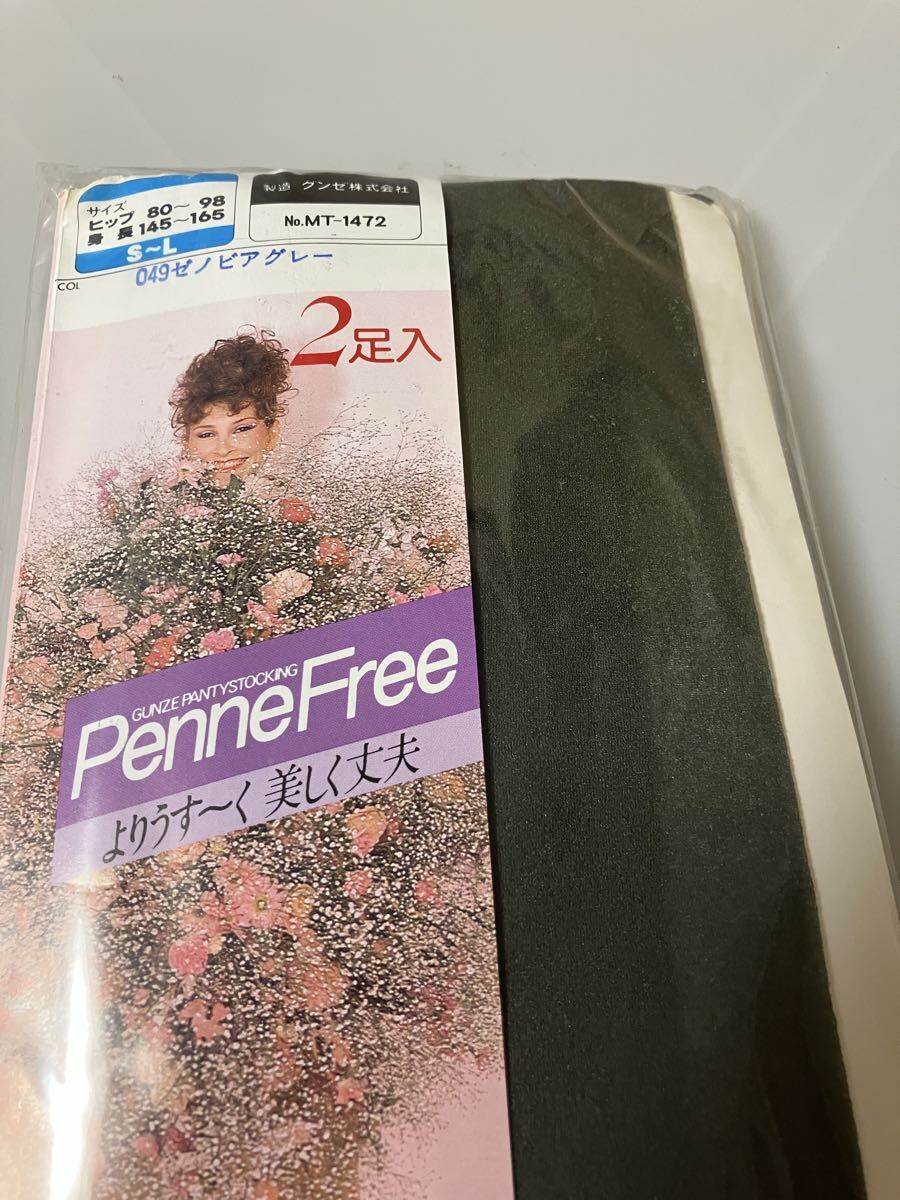 サイズ
ヒップ 80～98
身長 145～165
S～L
製造 グンゼ株式会社
No.MT-1472
COL
049ゼノビアグレー
2足入
GUNZE PANTYSTOCKING
PenneFree
よりうす～く美しく丈夫